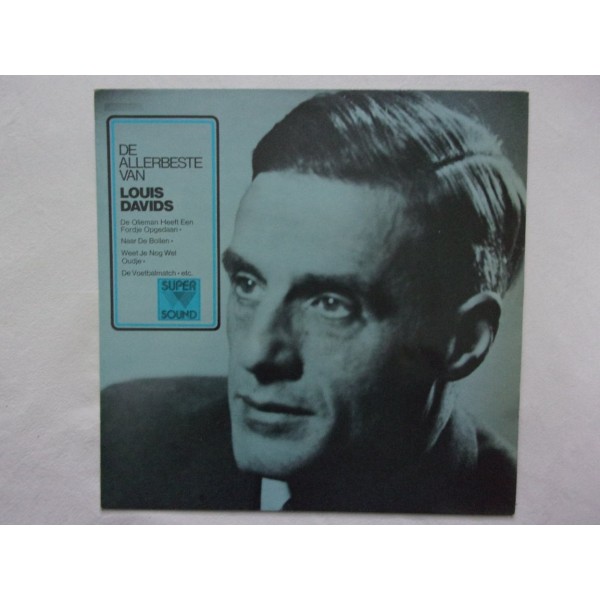 DE
ALLERBESTE
VAN
LOUIS
DAVIDS
De Olieman Heeft Een
Fordje Opgedaan •
Naar De Bollen •
Weet Je Nog Wel
Oudje •
De Voetbalmatch • etc.
SUPER
SOUND